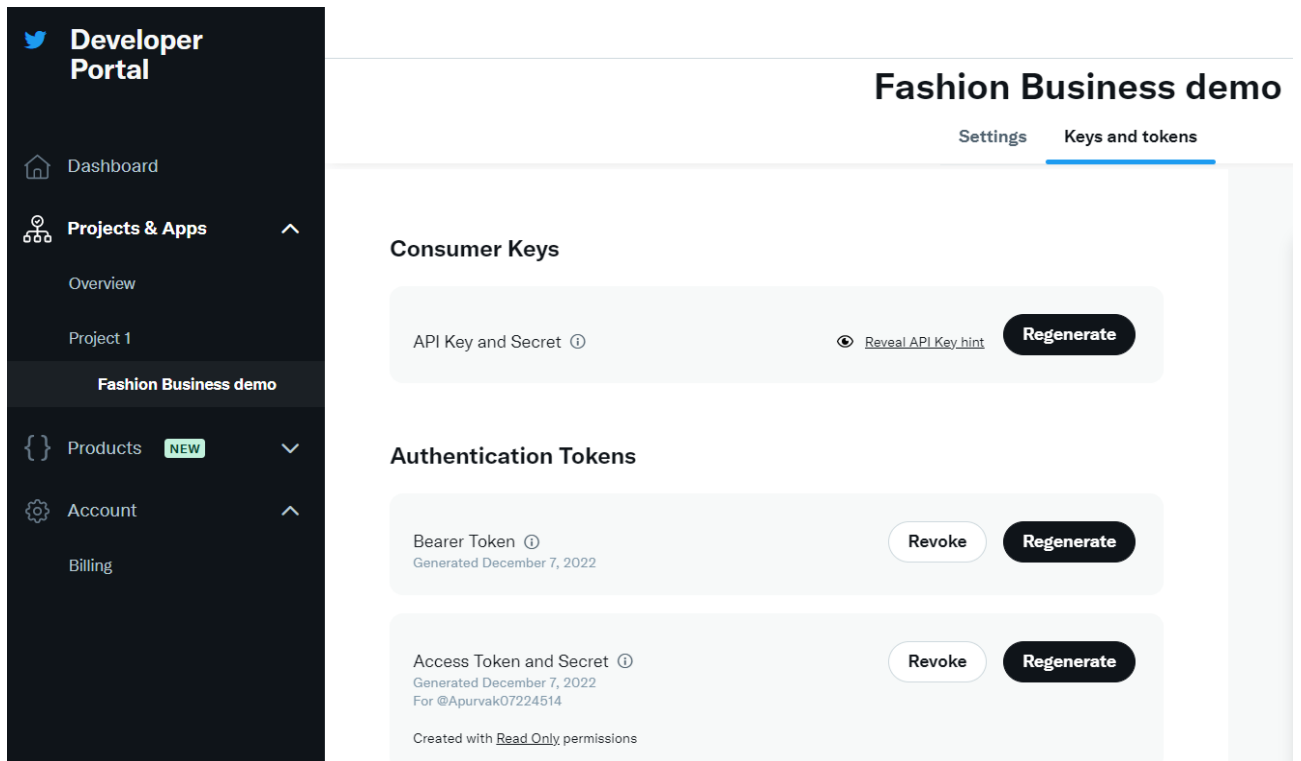 Developer
Portal
Dashboard
Projects & Apps
Overview
Project 1
Fashion Business demo
Products NEW
Account
Billing
Fashion Business demo
Settings Keys and tokens
Consumer Keys
API Key and Secret Reveal API Key hint Regenerate
Authentication Tokens
Bearer Token Revoke Regenerate
Generated December 7, 2022
Access Token and Secret Revoke Regenerate
Generated December 7, 2022
For @Apurvak07224514
Created with Read Only permissions